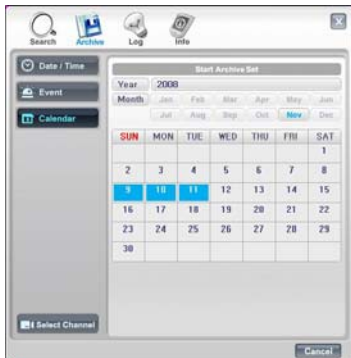 Search Archive Log Info
Date / Time
Event
Calendar
Start Archive Set
Year 2008
Month Jan Feb Mar Apr May Jun
Jul Aug Sep Oct Nov Dec
SUN MON TUE WED THU FRI SAT
1
2 3 4 5 6 7 8
9 10 11 12 13 14 15
16 17 18 19 20 21 22
23 24 25 26 27 28 29
30
Select Channel
Cancel